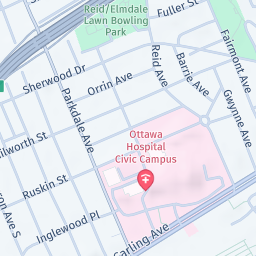 Reid/Elmdale
Lawn Bowling
Park
Fuller St
Fairmont Ave
Sherwood Dr
Orrin Ave
Reid Ave
Barrie Ave
Gwynne Ave
Parkdale Ave
Ottawa
Hospital
Civic Campus
Ruskin St
Inglewood Pl
Carling Ave